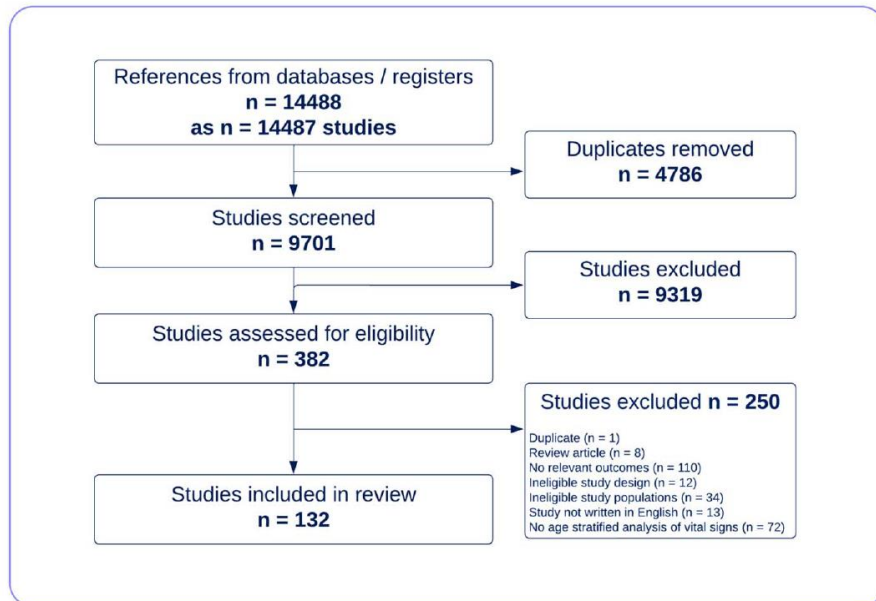 References from databases / registers
n = 14488
as n = 14487 studies
Duplicates removed
n = 4786
Studies screened
n = 9701
Studies excluded
n = 9319
Studies assessed for eligibility
n = 382
Studies excluded n = 250
Duplicate (n = 1)
Review article (n = 8)
No relevant outcomes (n = 110)
Ineligible study design (n = 12)
Ineligible study populations (n = 34)
Study not written in English (n = 13)
No age stratified analysis of vital signs (n = 72)
Studies included in review
n = 132